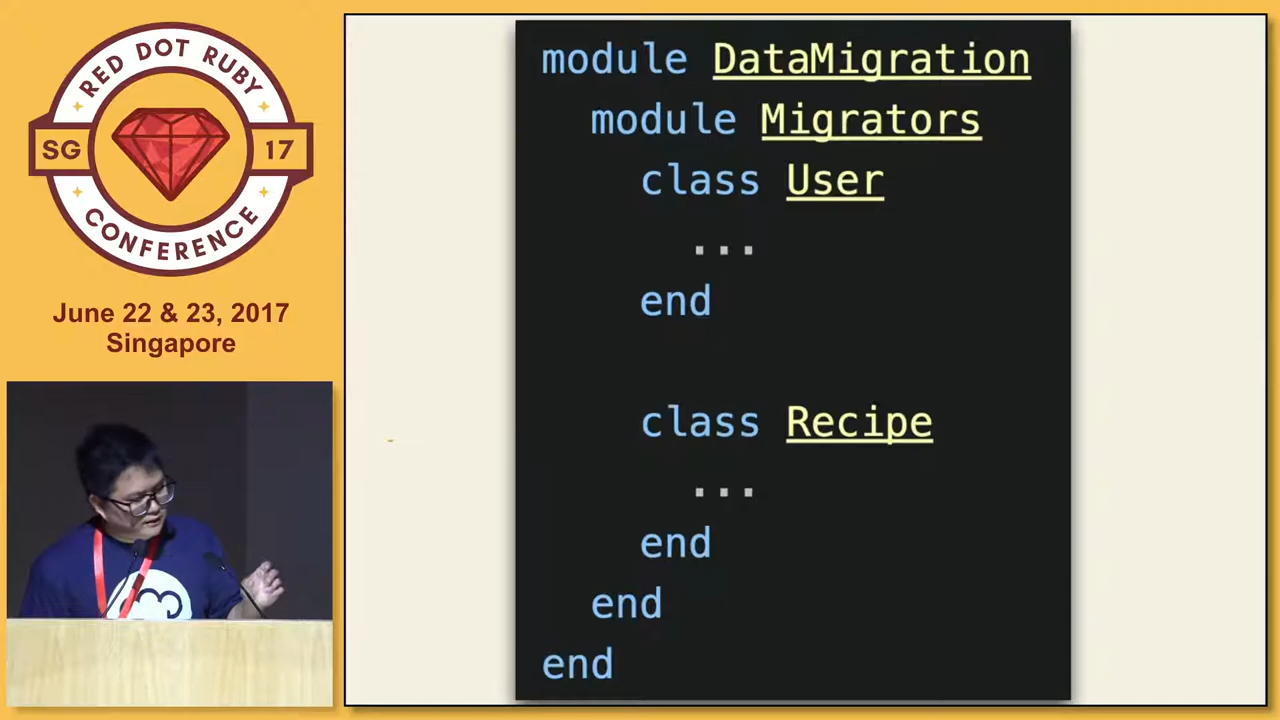 RED DOT RUBY
SG 17
CONFERENCE
June 22 & 23, 2017
Singapore
module DataMigration
module Migrators
class User
...
end
class Recipe
...
end
end
end